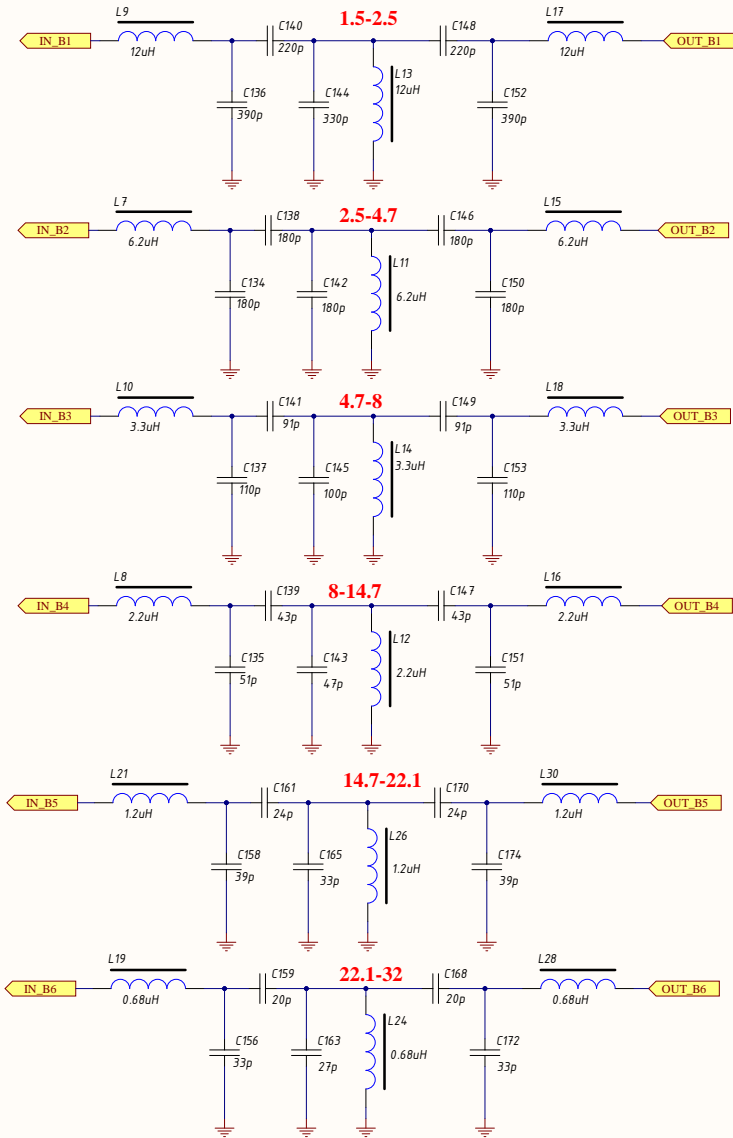 L9 C140 1.5-2.5 C148 L17
IN_B1 12uH 220p 220p 12uH OUT_B1
C136 C144 L13 C152
390p 330p 12uH 390p
L7 C138 2.5-4.7 C146 L15
IN_B2 6.2uH 180p 180p 6.2uH OUT_B2
C134 C142 L11 C150
180p 180p 6.2uH 180p
L10 C141 4.7-8 C149 L18
IN_B3 3.3uH 91p 91p 3.3uH OUT_B3
C137 C145 L14 C153
110p 100p 3.3uH 110p
L8 C139 8-14.7 C147 L16
IN_B4 2.2uH 43p 43p 2.2uH OUT_B4
C135 C143 L12 C151
51p 47p 2.2uH 51p
L21 C161 14.7-22.1 C170 L30
IN_B5 1.2uH 24p 24p 1.2uH OUT_B5
C158 C165 L26 C174
39p 33p 1.2uH 39p
L19 C159 22.1-32 C168 L28
IN_B6 0.68uH 20p 20p 0.68uH OUT_B6
C156 C163 L24 C172
33p 27p 0.68uH 33p